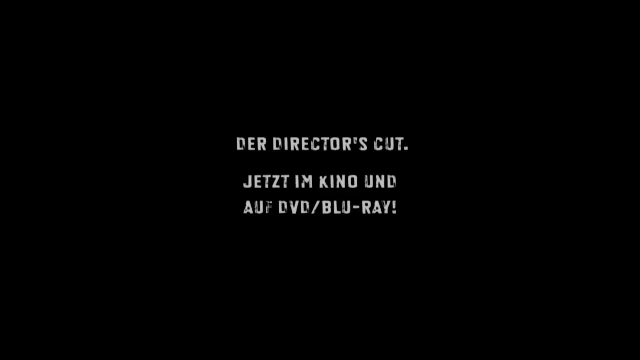 DER DIRECTOR'S CUT.
JETZT IM KINO UND
AUF DVD/BLU-RAY!